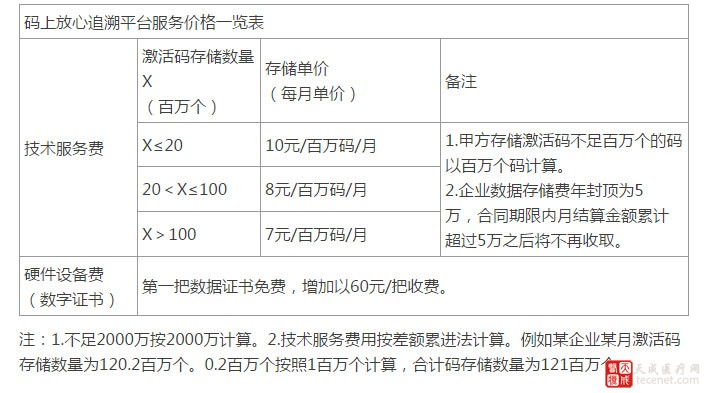 码上放心追溯平台服务价格一览表
技术服务费
激活码存储数量
X
（百万个）
存储单价
（每月单价）
备注
X≤20
10元/百万码/月
20＜X≤100
8元/百万码/月
X＞100
7元/百万码/月
1.甲方存储激活码不足百万个的码
以百万个码计算。
2.企业数据存储费年封顶为5
万，合同期限内月结算金额累计
超过5万之后将不再收取。
硬件设备费
（数字证书）
第一把数据证书免费，增加以60元/把收费。
注：1.不足2000万按2000万计算。2.技术服务费用按差额累进法计算。例如某企业某月激活码
存储数量为120.2百万个。0.2百万个按照1百万个计算，合计码存储数量为121百万个
天成医疗网
tecenet.com